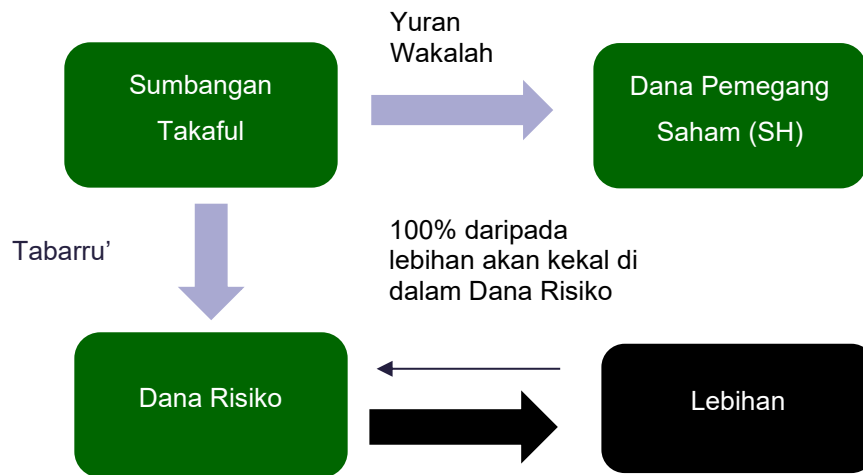 Yuran
Wakalah
Sumbangan
Takaful
Dana Pemegang
Saham (SH)
Tabarru’
100% daripada
lebihan akan kekal di
dalam Dana Risiko
Dana Risiko
Lebihan